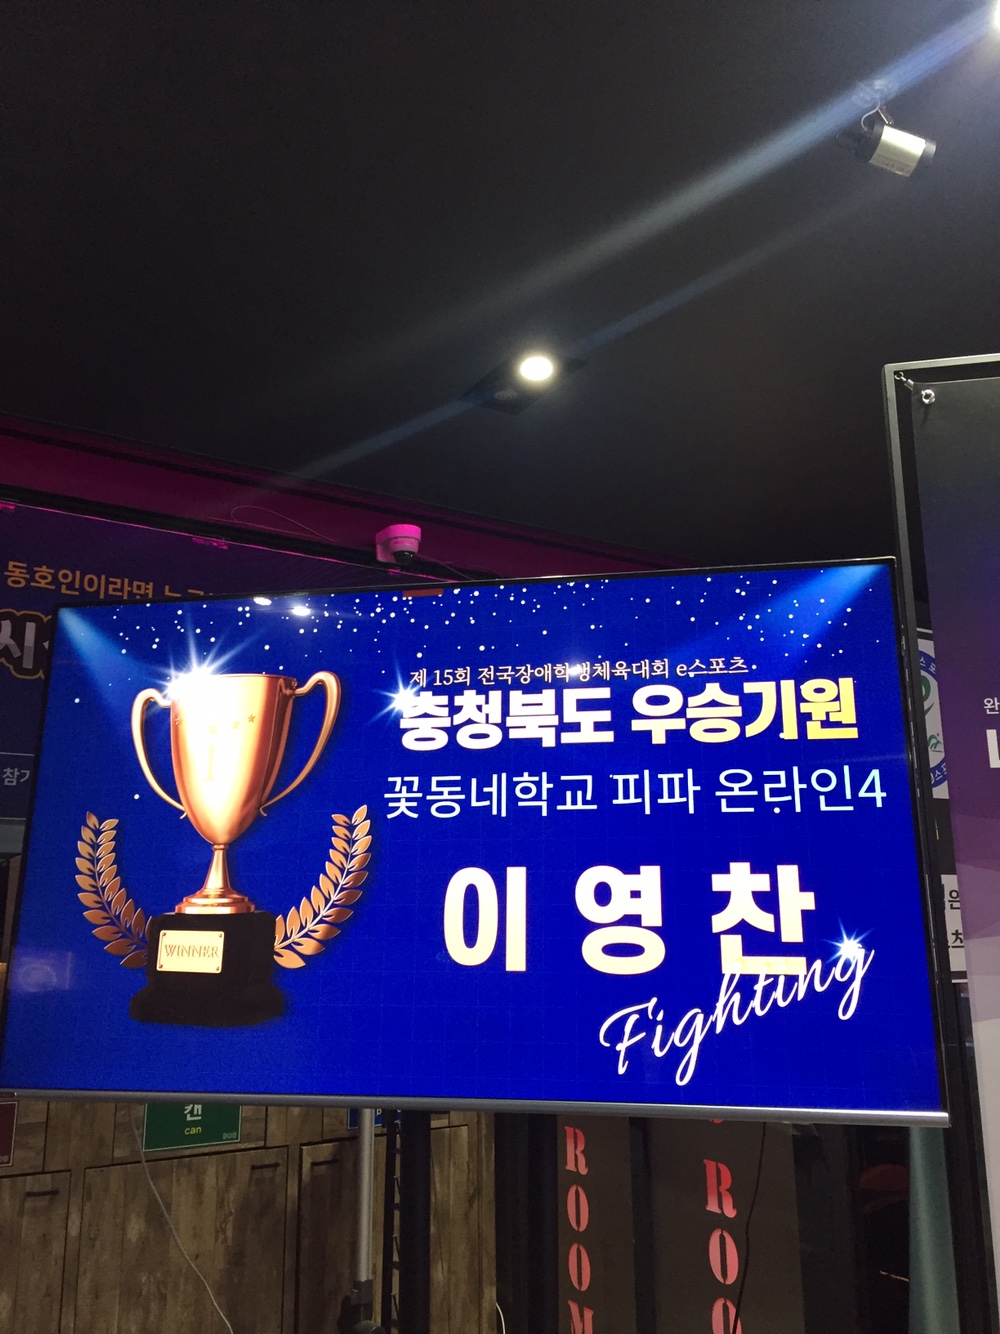 동호인이라면
제 15회 전국장애학생체육대회 e스포츠
충청북도 우승기원
꽃동네학교 피파 온라인4
이영찬
Fighting
WINNER
캔
can
ROOM
ROO